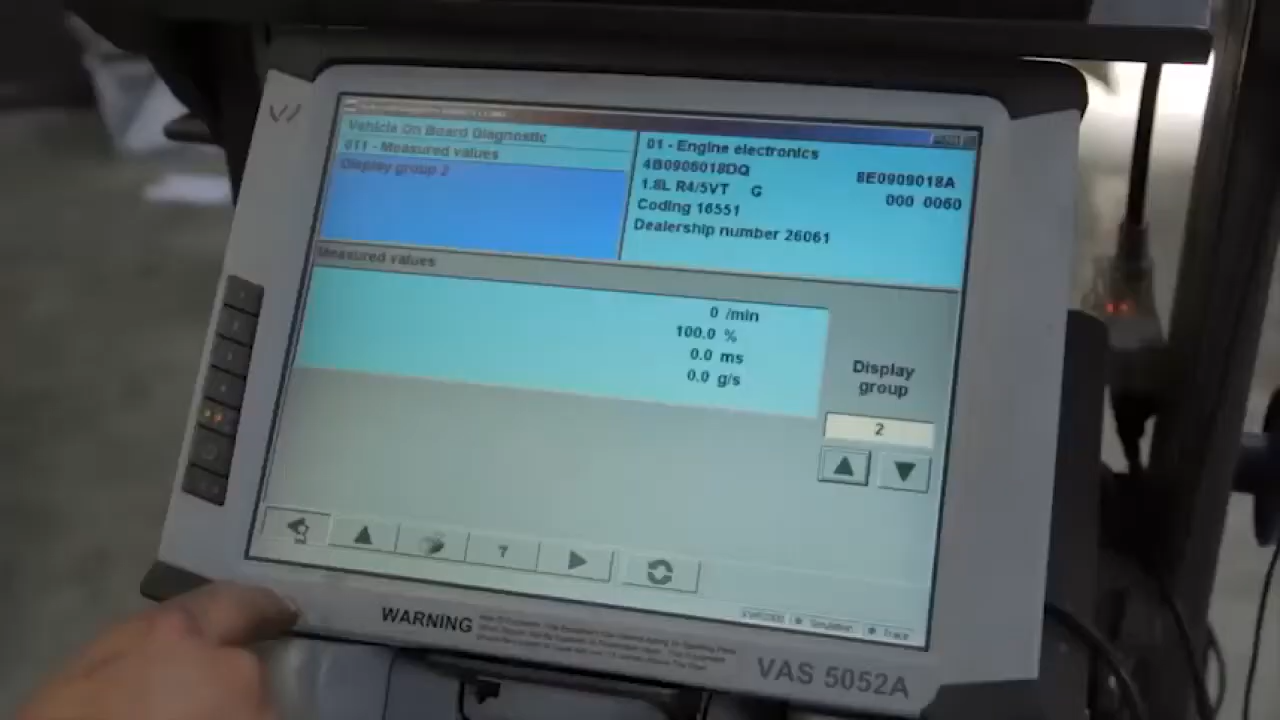 Vehicle On Board Diagnostic
011 - Measured values
Display group 2
01 - Engine electronics
4B0906018DQ 8E0909018A
1.8L R4/5VT G 000 0060
Coding 16551
Dealership number 26061
Measured values
0 /min
100.0 %
0.0 ms
0.0 g/s
Display
group
2
?
Simulation Trace
WARNING
VAS 5052A